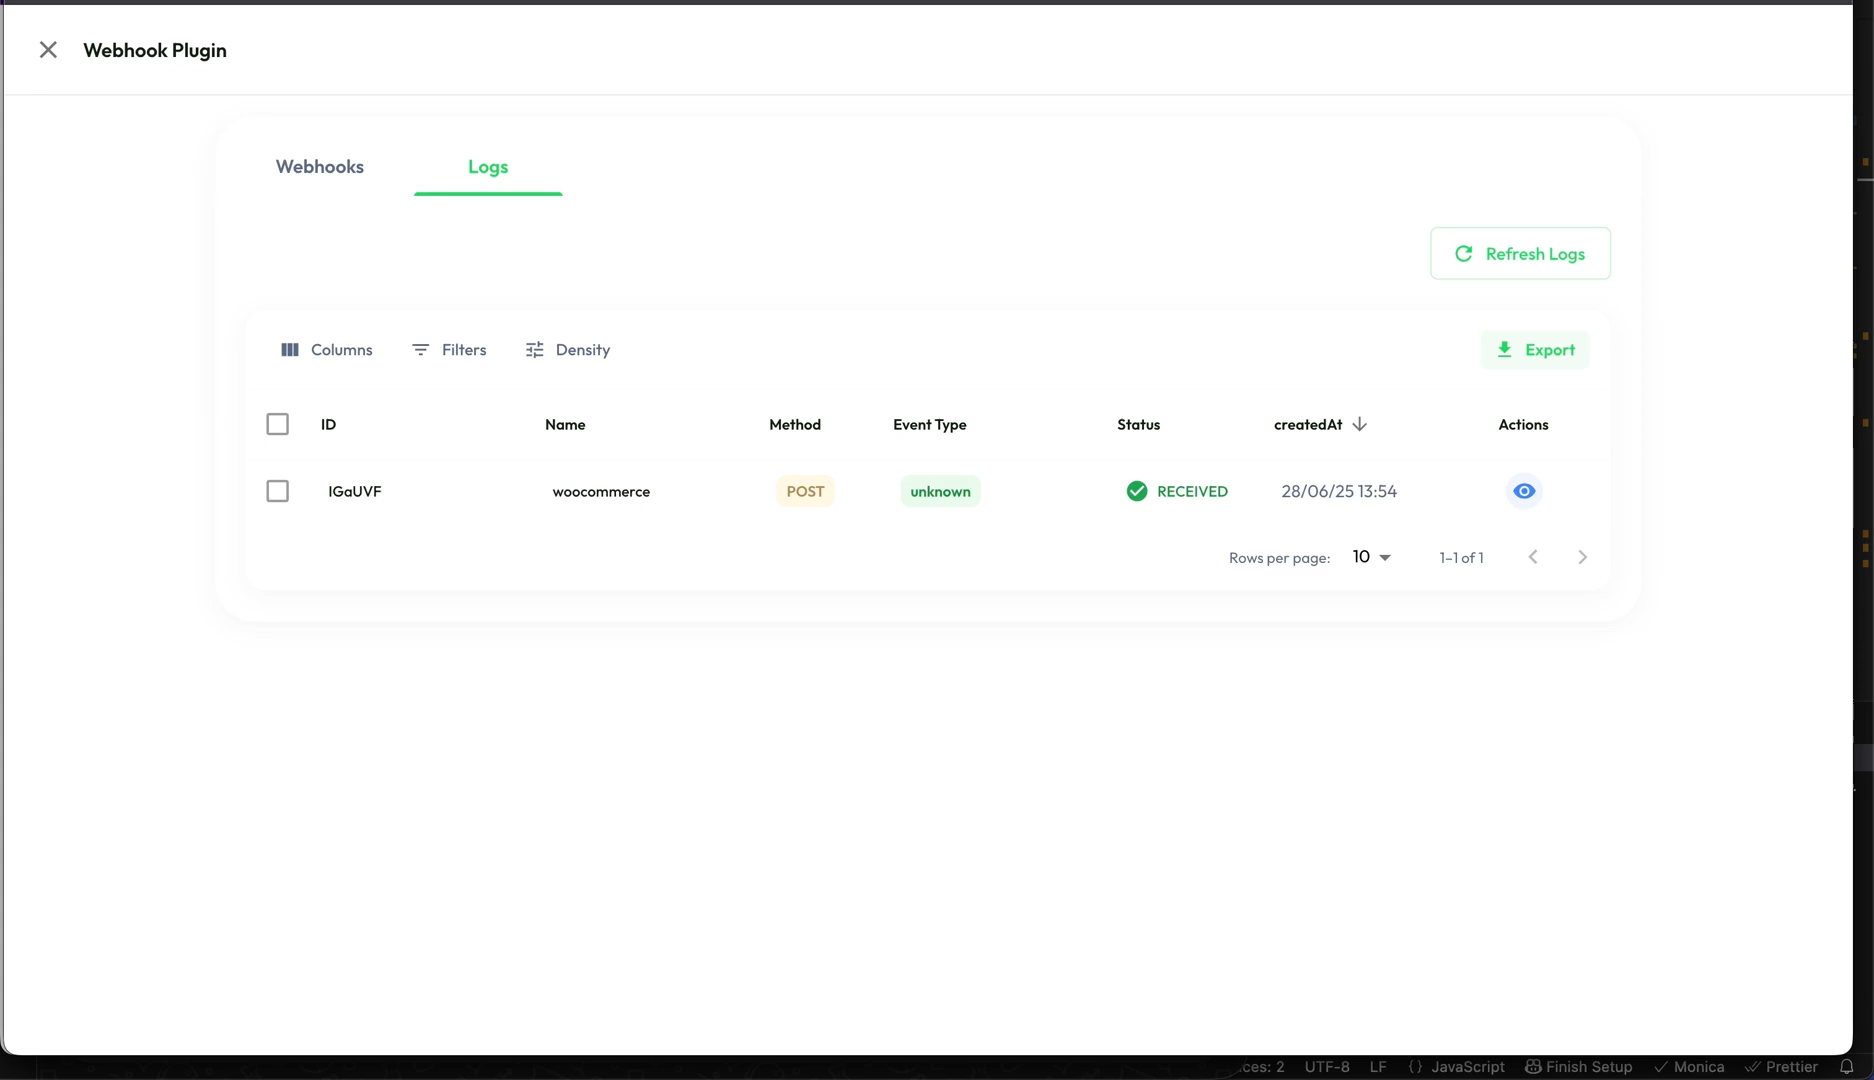 Webhook Plugin
Webhooks Logs
Refresh Logs
Columns Filters Density Export
ID Name Method Event Type Status createdAt Actions
IGaUVF woocommerce POST unknown RECEIVED 28/06/25 13:54
Rows per page: 10 1–1 of 1
2 UTF-8 LF {} JavaScript Finish Setup Monica Prettier